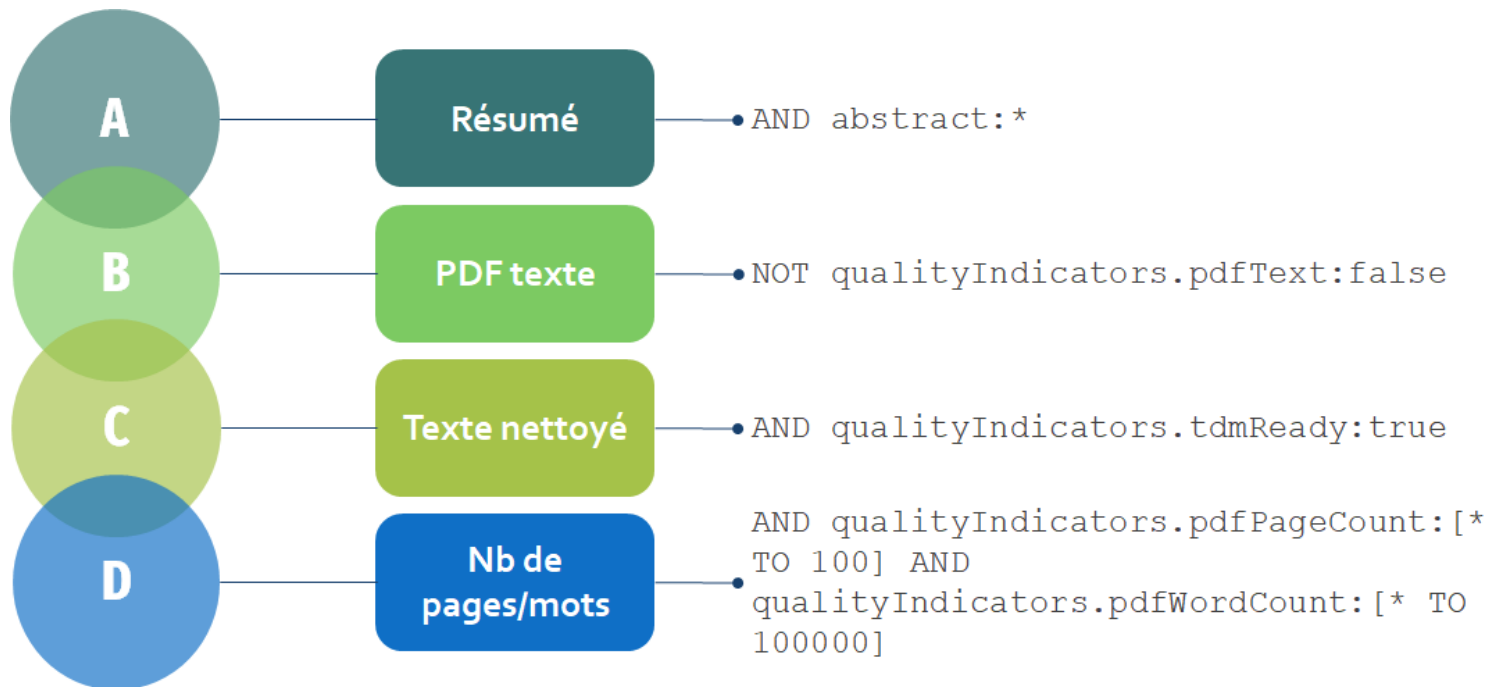 A
Résumé
AND abstract:*
B
PDF texte
NOT qualityIndicators.pdfText:false
C
Texte nettoyé
AND qualityIndicators.tdmReady:true
D
Nb de
pages/mots
AND qualityIndicators.pdfPageCount:[*
TO 100] AND
qualityIndicators.pdfWordCount:[* TO
100000]